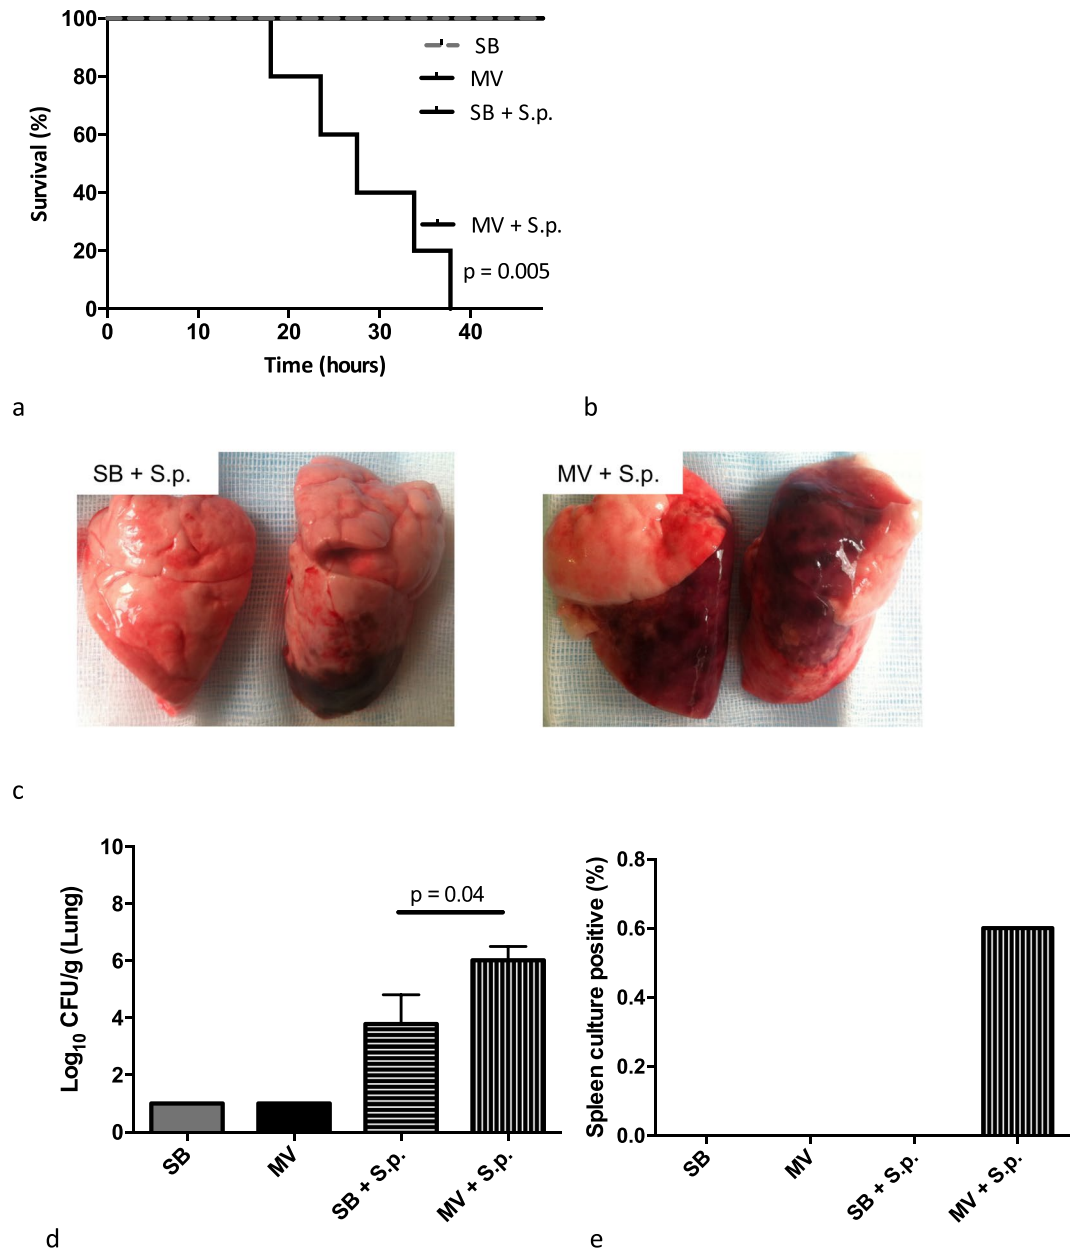 100
80
60
40
20
0
Survival (%)
SB
MV
SB + S.p.
MV + S.p.
p = 0.005
0 10 20 30 40
Time (hours)
a
b
SB + S.p.
MV + S.p.
c
10
8
6
4
2
0
Log10 CFU/g (Lung)
p = 0.04
SB
MV
SB + S.p.
MV + S.p.
0.8
0.6
0.4
0.2
0.0
Spleen culture positive (%)
SB
MV
SB + S.p.
MV + S.p.
d
e